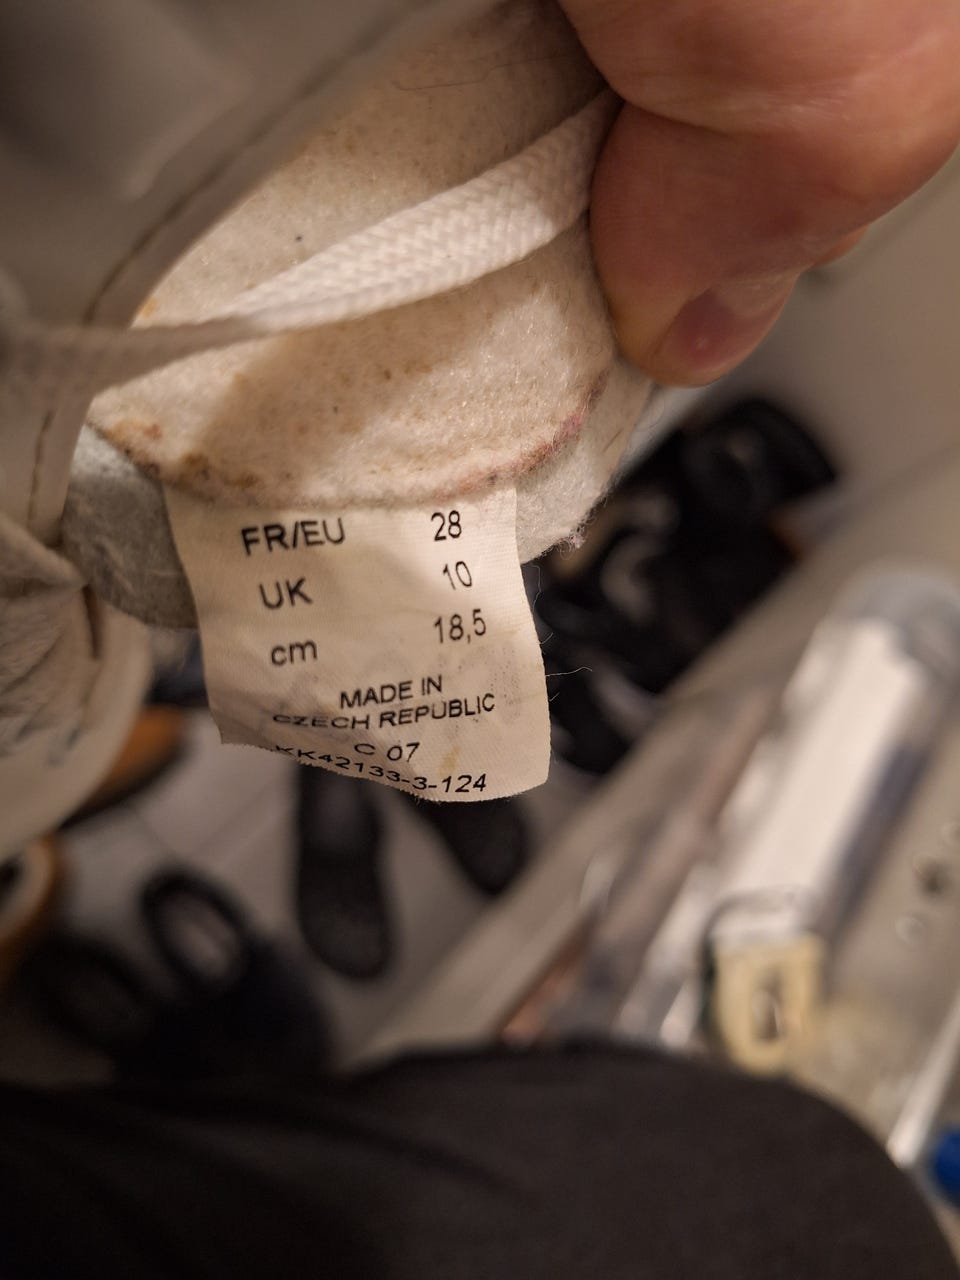 FR/EU 28
UK 10
cm 18,5
MADE IN
CZECH REPUBLIC
C 07
KK42133-3-124